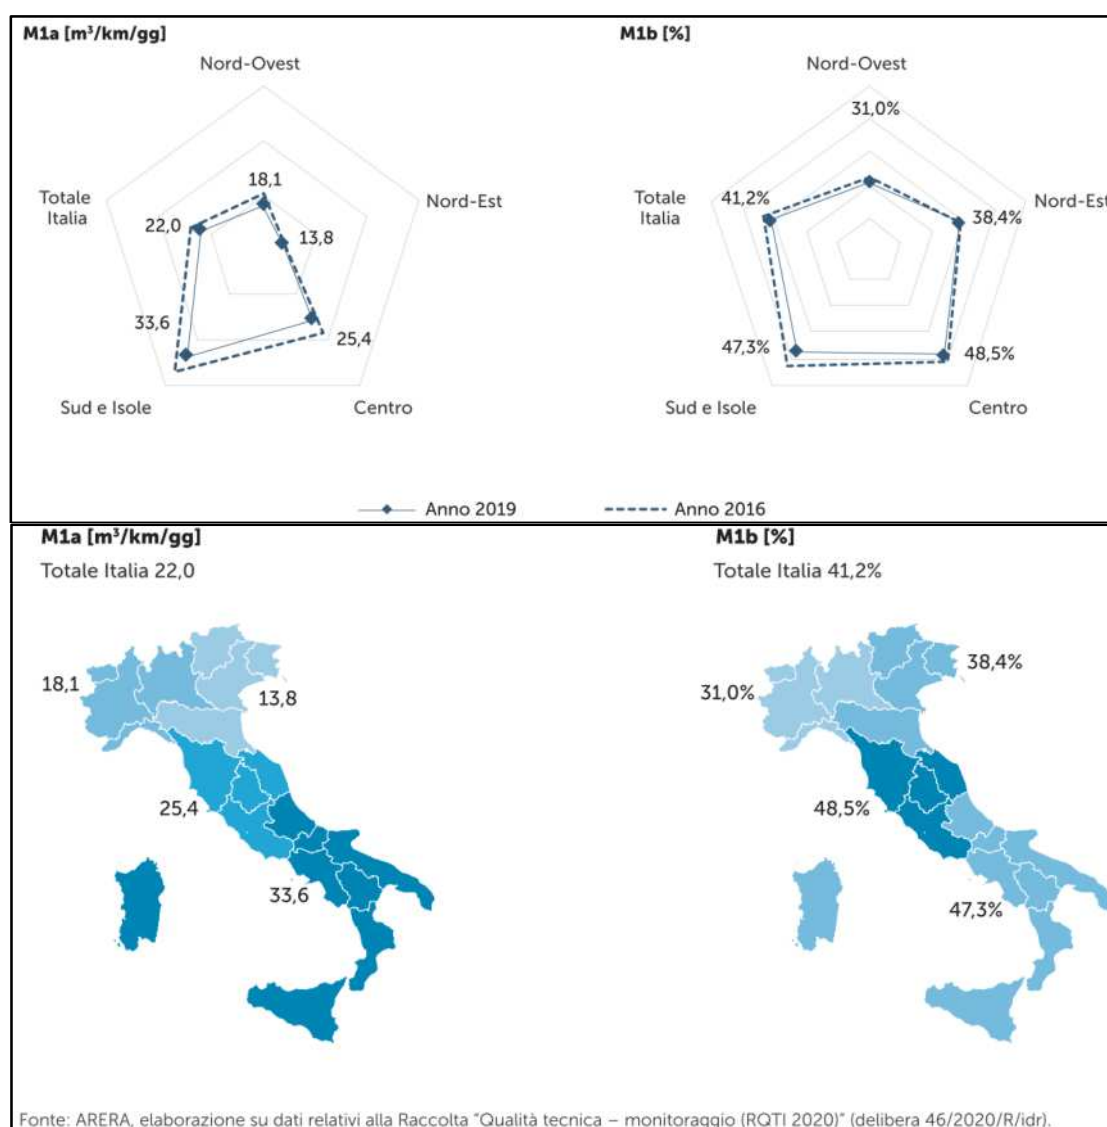 M1a [m³/km/gg]
M1b [%]
Nord-Ovest
18,1
Totale
Italia
22,0
13,8
Nord-Est
33,6
25,4
Sud e Isole
Centro
Nord-Ovest
31,0%
Totale
Italia
41,2%
38,4%
Nord-Est
47,3%
48,5%
Sud e Isole
Centro
Anno 2019
Anno 2016
M1a [m³/km/gg]
Totale Italia 22,0
18,1
13,8
25,4
33,6
M1b [%]
Totale Italia 41,2%
38,4%
31,0%
48,5%
47,3%
Fonte: ARERA, elaborazione su dati relativi alla Raccolta “Qualità tecnica – monitoraggio (RQTI 2020)” (delibera 46/2020/R/idr).